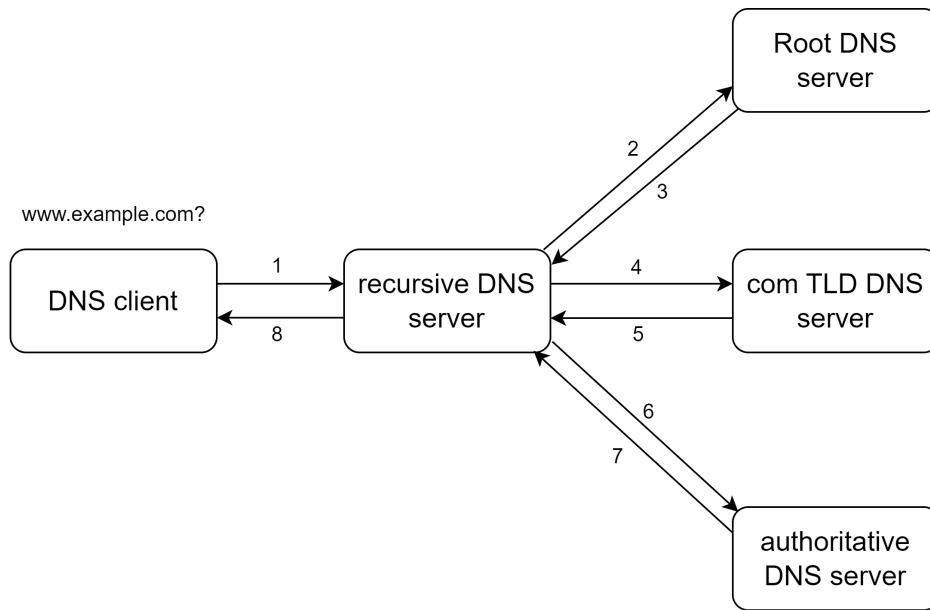 Root DNS
server
2
3
www.example.com?
DNS client
1
8
recursive DNS
server
4
5
com TLD DNS
server
6
7
authoritative
DNS server